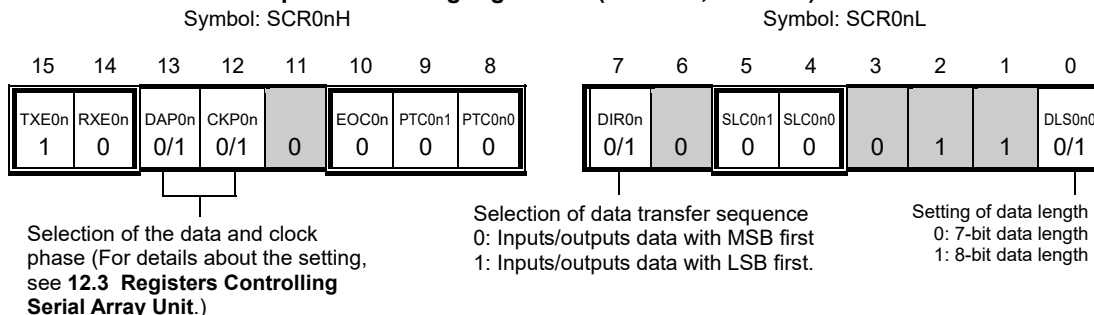 Symbol: SCR0nH
Symbol: SCR0nL
15 14 13 12 11 10 9 8
7 6 5 4 3 2 1 0
TXE0n RXE0n DAP0n CKP0n EOC0n PTC0n1 PTC0n0
1 0 0/1 0/1 0 0 0 0
DIR0n SLC0n1 SLC0n0 DLS0n0
0/1 0 0 0 0 1 1 0/1
Selection of the data and clock
phase (For details about the setting,
see 12.3 Registers Controlling
Serial Array Unit.)
Selection of data transfer sequence
0: Inputs/outputs data with MSB first
1: Inputs/outputs data with LSB first.
Setting of data length
0: 7-bit data length
1: 8-bit data length